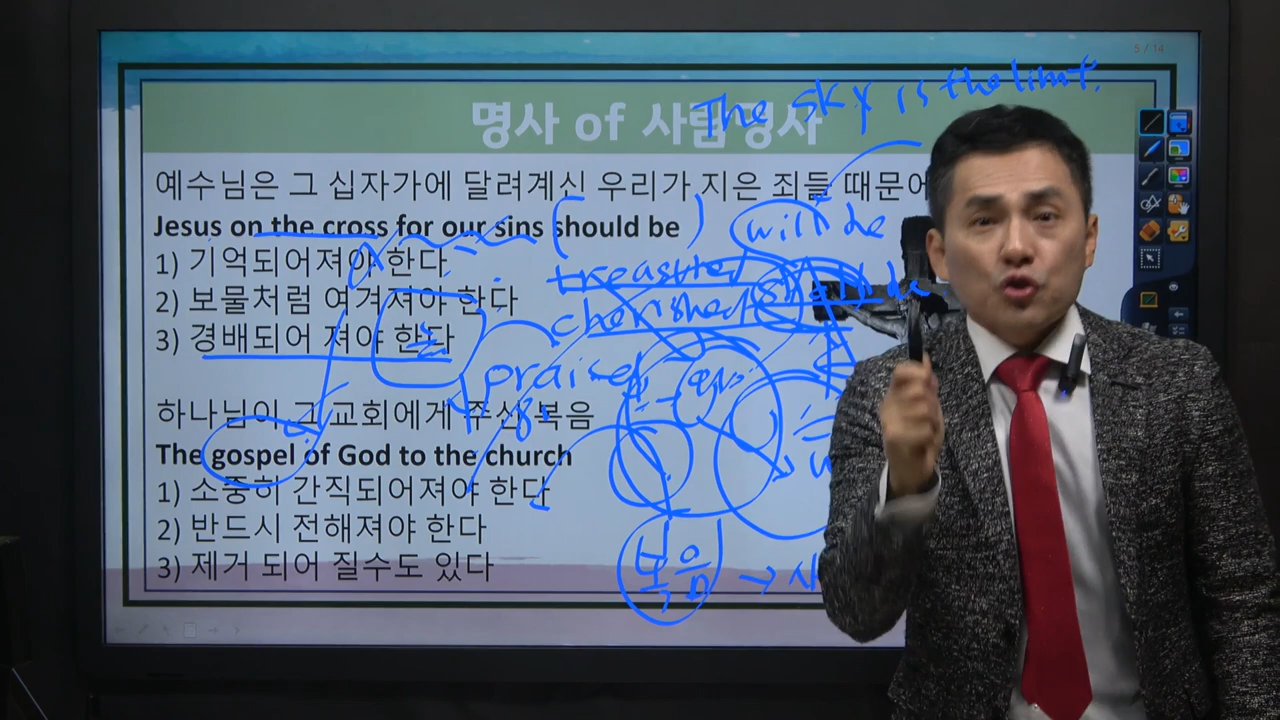 5 / 14
The sky is the limit.
명사 of 사람명사
예수님은 그 십자가에 달려계신 우리가 지은 죄들 때문에
Jesus on the cross for our sins should be
( ) will be
1) 기억되어져야 한다
treasured
2) 보물처럼 여겨져야 한다
cherished
3) 경배되어 져야 한다
praised
하나님이 그 교회에게 주신 복음
The gospel of God to the church
1) 소중히 간직되어져야 한다
2) 반드시 전해져야 한다
3) 제거 되어 질수도 있다
복음 →